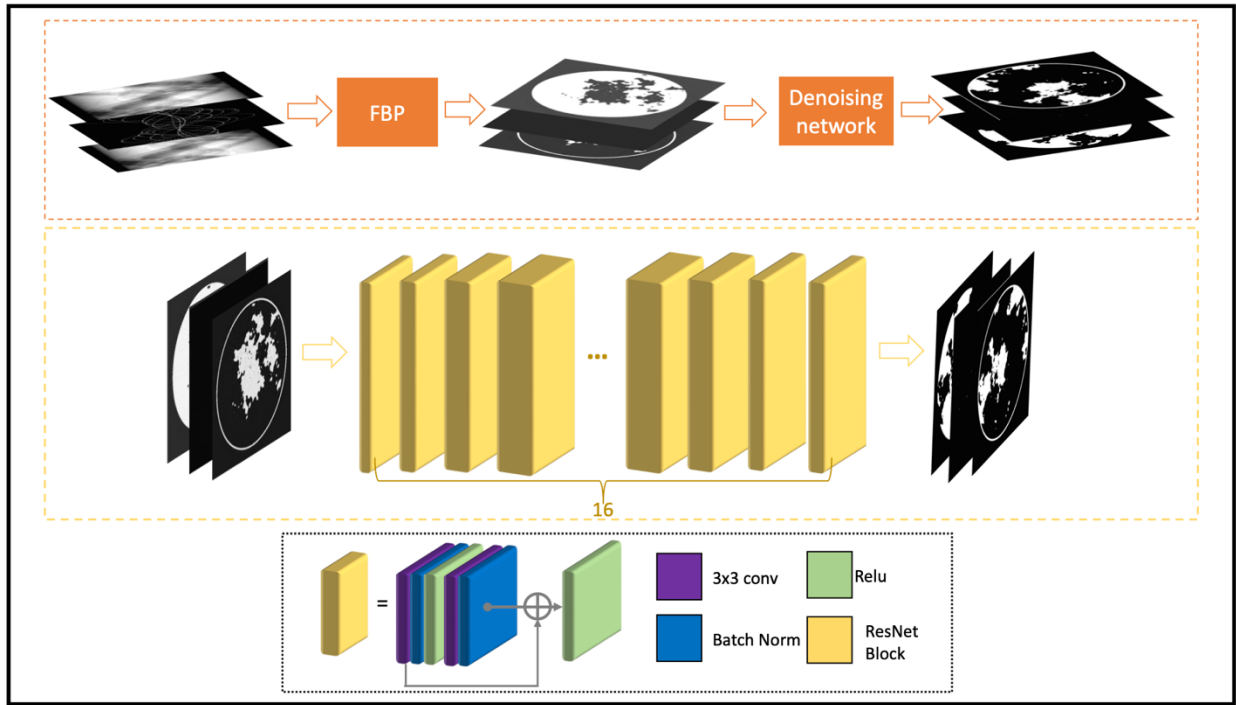 FBP
Denoising
network
...
16
=
3x3 conv
Relu
Batch Norm
ResNet
Block